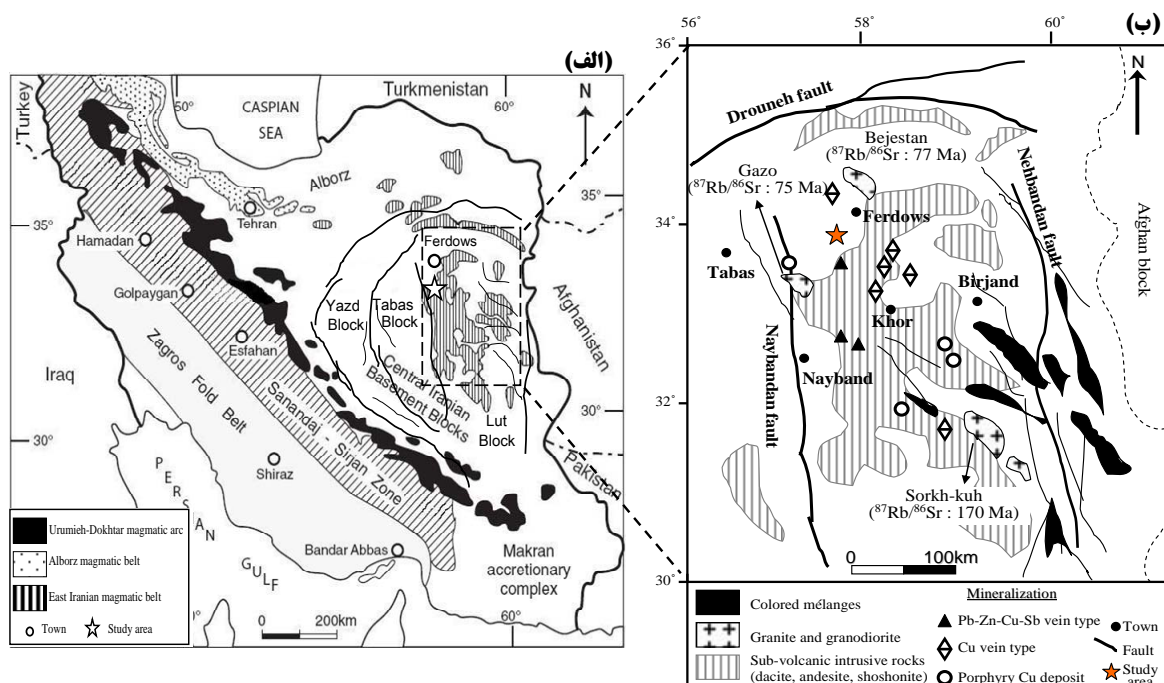 (الف)
Turkey
50°
CASPIAN
SEA
Turkmenistan
60°
N
Alborz
35°
35°
Tehran
Hamadan
Golpaygan
Esfahan
Ferdows
Yazd
Block
Tabas
Block
Central Iranian
Basement Blocks
Lut
Block
Afghanistan
Iraq
Zagros Fold Belt
Sanandaj - Sirjan Zone
30°
30°
Shiraz
Pakistan
PERSIAN
GULF
Bandar Abbas
Makran
accretionary
complex
60°
0 200km
Urumieh-Dokhtar magmatic arc
Alborz magmatic belt
East Iranian magmatic belt
Town
Study area
(ب)
56°
58°
60°
36°
N
Drouneh fault
Bejestan
(⁸⁷Rb/⁸⁶Sr : 77 Ma)
Gazo
(⁸⁷Rb/⁸⁶Sr : 75 Ma)
Nehbandan fault
Afghan block
34°
Ferdows
Tabas
Birjand
Khor
Nayband
Naybandan fault
32°
Sorkh-kuh
(⁸⁷Rb/⁸⁶Sr : 170 Ma)
0 100km
30°
Colored mélanges
Granite and granodiorite
Sub-volcanic intrusive rocks
(dacite, andesite, shoshonite)
Mineralization
Pb-Zn-Cu-Sb vein type
Cu vein type
Porphyry Cu deposit
Town
Fault
Study
area